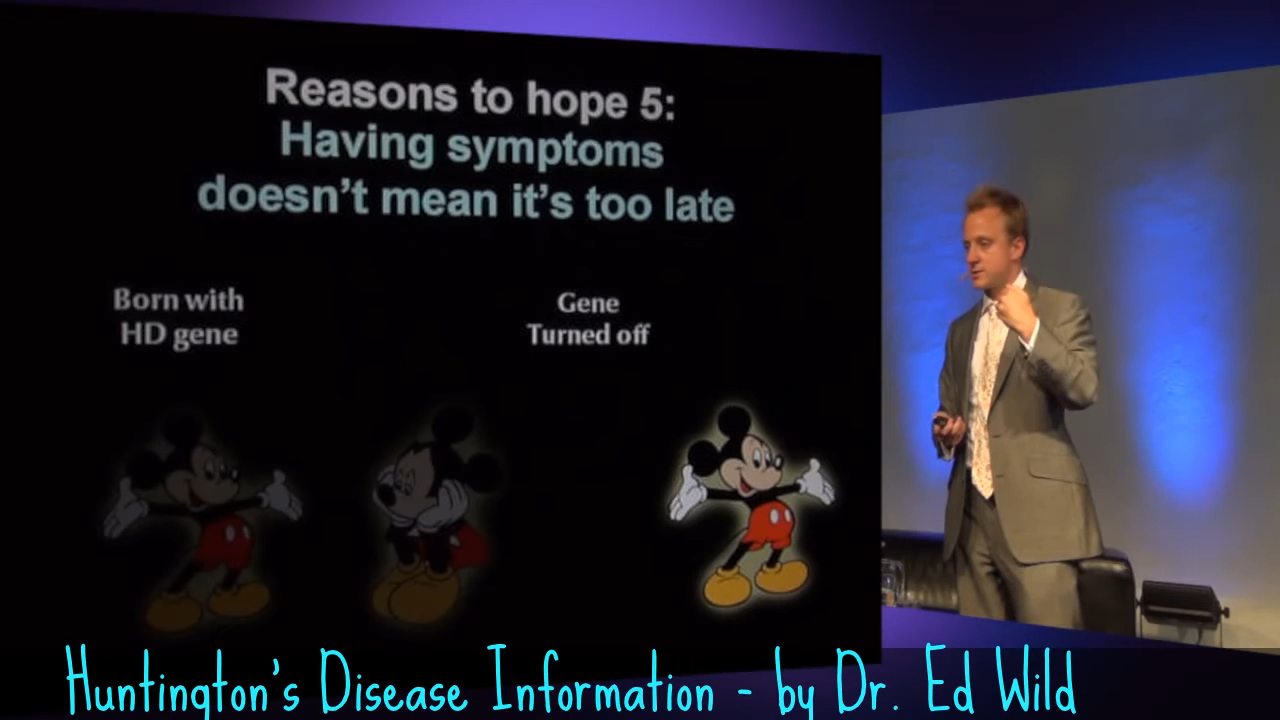 Reasons to hope 5:
Having symptoms
doesn't mean it's too late
Born with
HD gene
Gene
Turned off
Huntington's Disease Information - by Dr. Ed Wild